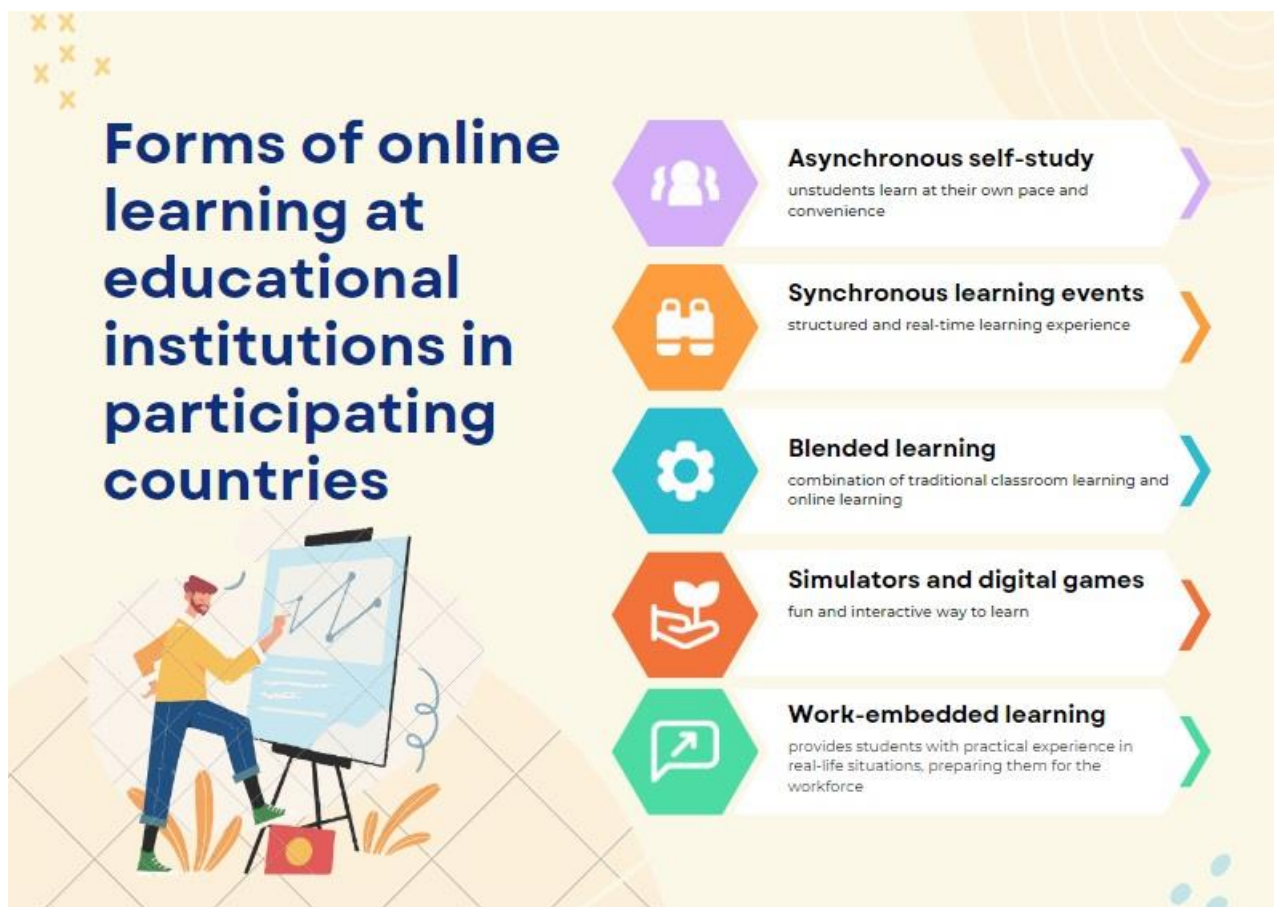 Forms of online
learning at
educational
institutions in
participating
countries
Asynchronous self-study
unstudents learn at their own pace and
convenience
Synchronous learning events
structured and real-time learning experience
Blended learning
combination of traditional classroom learning and
online learning
Simulators and digital games
fun and interactive way to learn
Work-embedded learning
provides students with practical experience in
real-life situations, preparing them for the
workforce